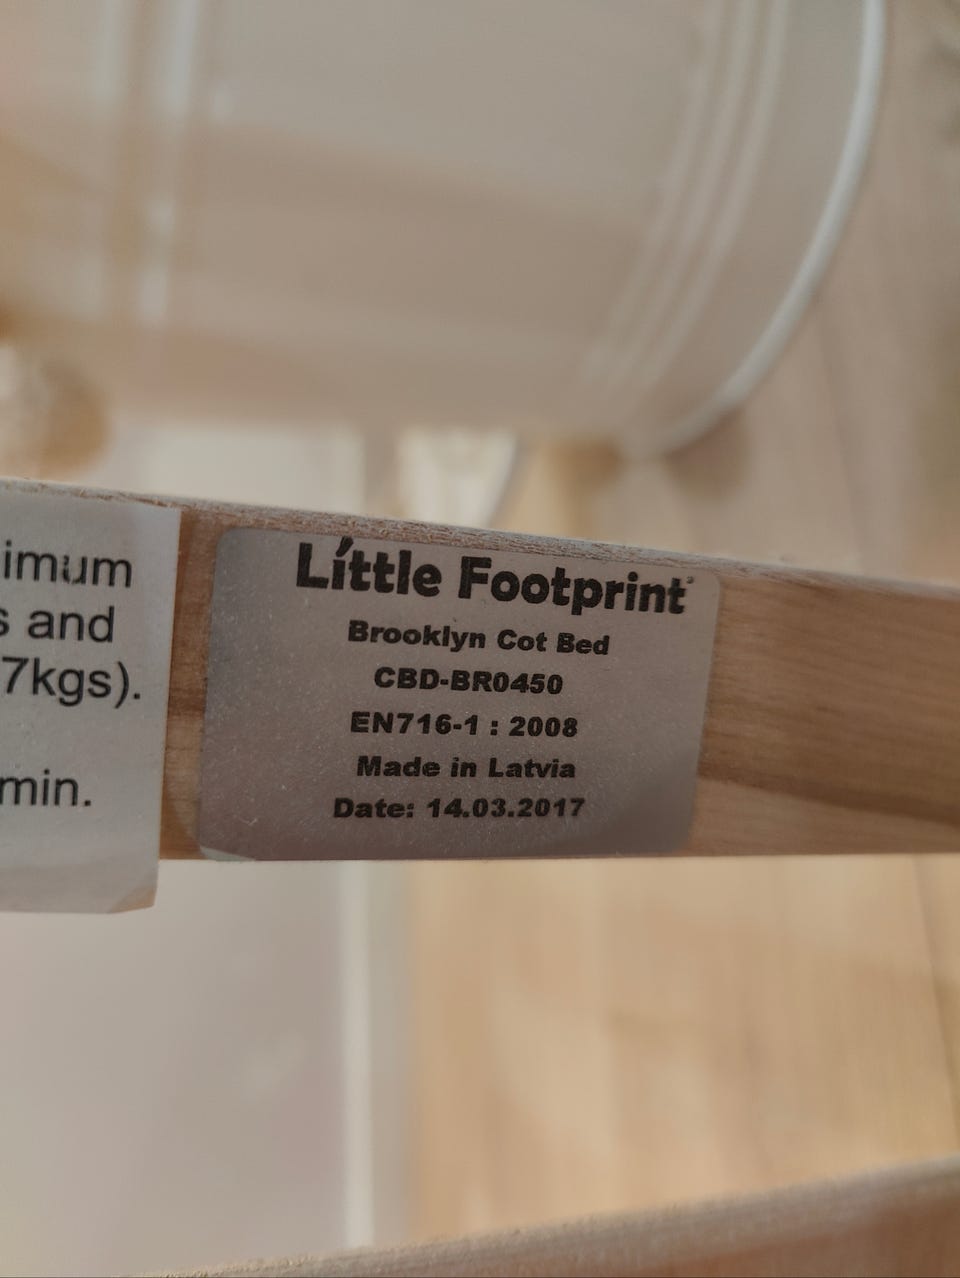 imum
s and
7kgs).
min.
Little Footprint
Brooklyn Cot Bed
CBD-BR0450
EN716-1 : 2008
Made in Latvia
Date: 14.03.2017